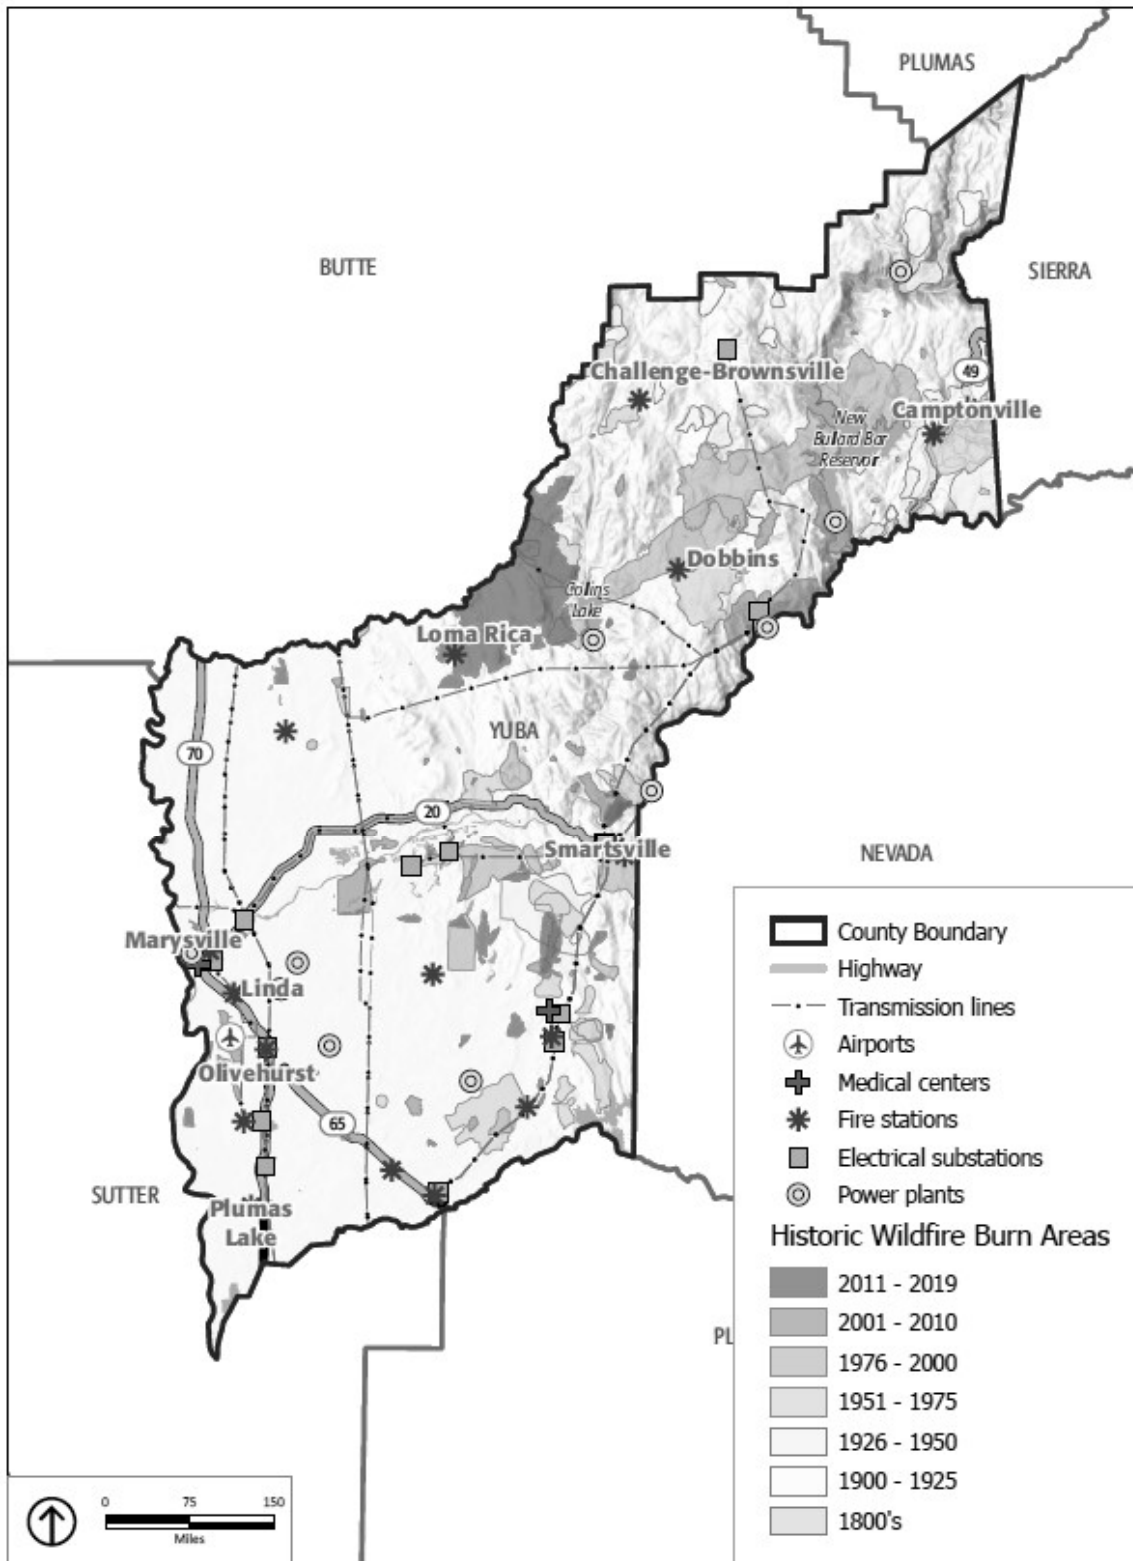 PLUMAS
BUTTE
SIERRA
Challenge-Brownsville
49
Camptonville
New
Bullard Bar
Reservoir
Dobbins
Collins
Lake
Loma Rica
YUBA
70
20
Smartsville
NEVADA
Marysville
Linda
Olivehurst
65
SUTTER
Plumas
Lake
PL
County Boundary
Highway
Transmission lines
Airports
Medical centers
Fire stations
Electrical substations
Power plants
Historic Wildfire Burn Areas
2011 - 2019
2001 - 2010
1976 - 2000
1951 - 1975
1926 - 1950
1900 - 1925
1800's
0 75 150
Miles